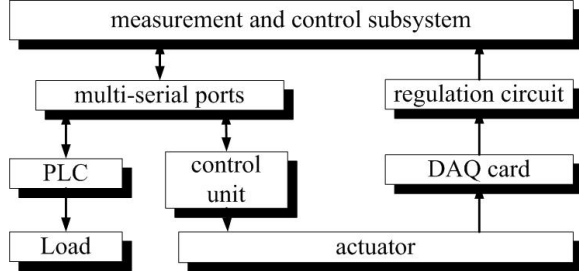 measurement and control subsystem
multi-serial ports
regulation circuit
PLC
control
unit
DAQ card
Load
actuator